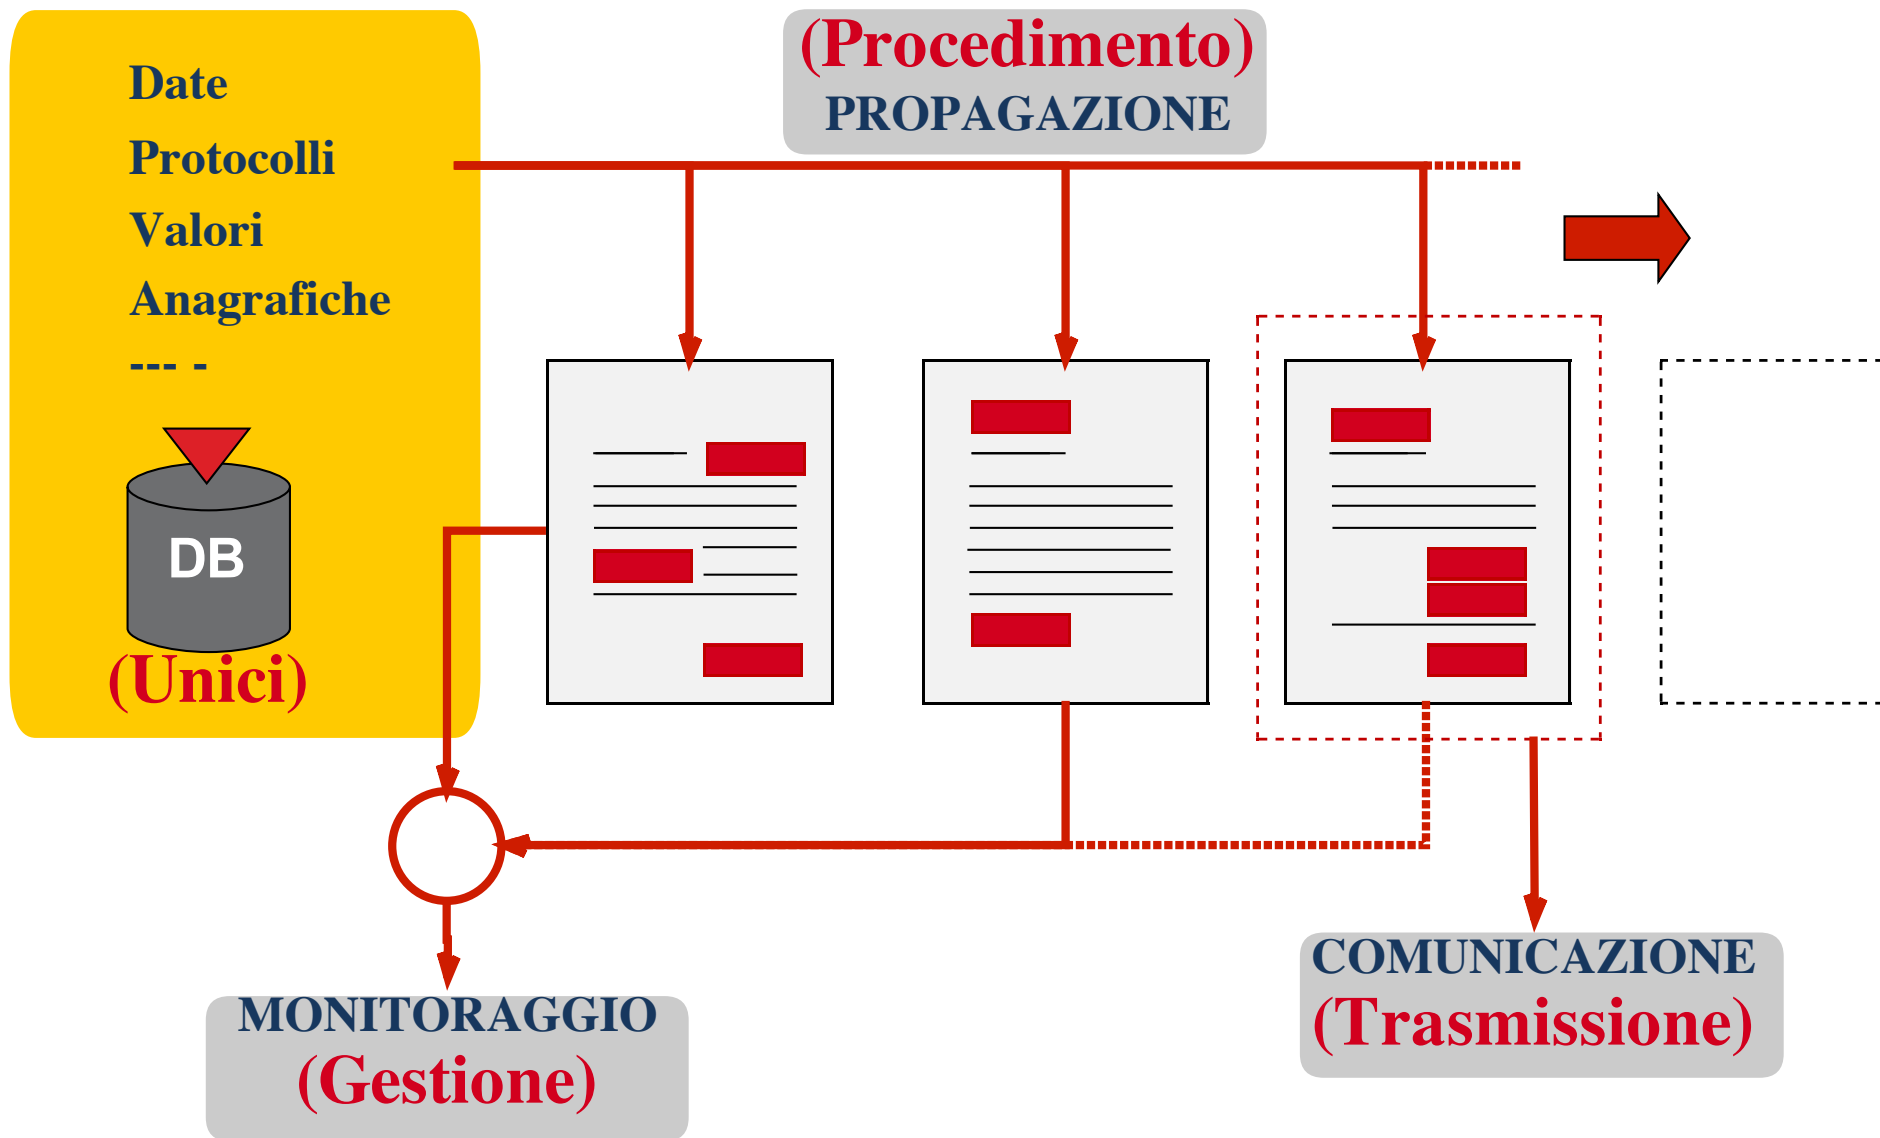 (Procedimento)
PROPAGAZIONE
Date
Protocolli
Valori
Anagrafiche
--- -
DB
(Unici)
MONITORAGGIO
(Gestione)
COMUNICAZIONE
(Trasmissione)